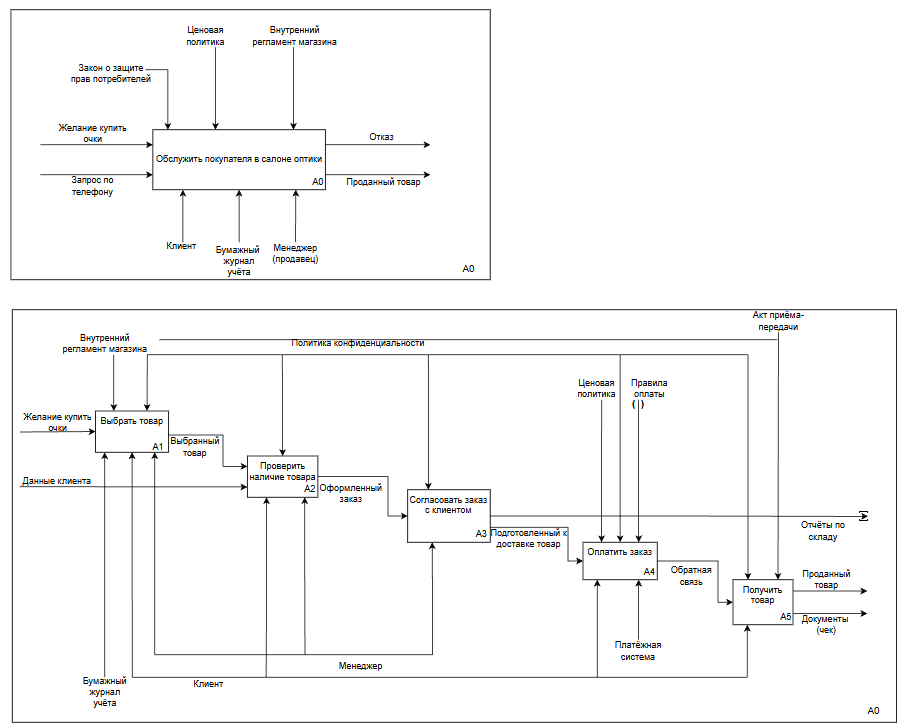 Ценовая
политика
Внутренний
регламент магазина
Закон о защите
прав потребителей
Желание купить
очки
Отказ
Обслужить покупателя в салоне оптики
A0
Запрос по
телефону
Проданный товар
Клиент
Бумажный
журнал
учёта
Менеджер
(продавец)
A0
Акт приёма-
передачи
Внутренний
регламент магазина
Политика конфиденциальности
Ценовая
политика
Правила
оплаты
( )
Желание купить
очки
Выбрать товар
A1
Выбранный
товар
Данные клиента
Проверить
наличие товара
A2
Оформленный
заказ
Согласовать заказ
с клиентом
A3
[ ]
Отчёты по
складу
Подготовленный к
доставке товар
Оплатить заказ
A4
Обратная
связь
Получить
товар
A5
Проданный
товар
Документы
(чек)
Платёжная
система
Менеджер
Клиент
Бумажный
журнал
учёта
A0